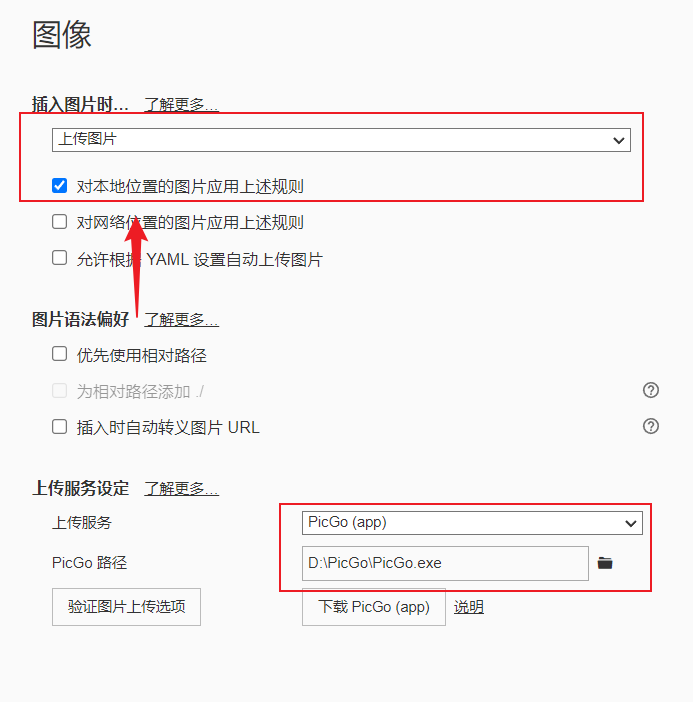 图像
插入图片时... 了解更多...
上传图片
对本地位置的图片应用上述规则
对网络位置的图片应用上述规则
允许根据 YAML 设置自动上传图片
图片语法偏好 了解更多...
优先使用相对路径
为相对路径添加 ./
插入时自动转义图片 URL
上传服务设定 了解更多...
上传服务 PicGo (app)
PicGo 路径 D:\PicGo\PicGo.exe
验证图片上传选项 下载 PicGo (app) 说明